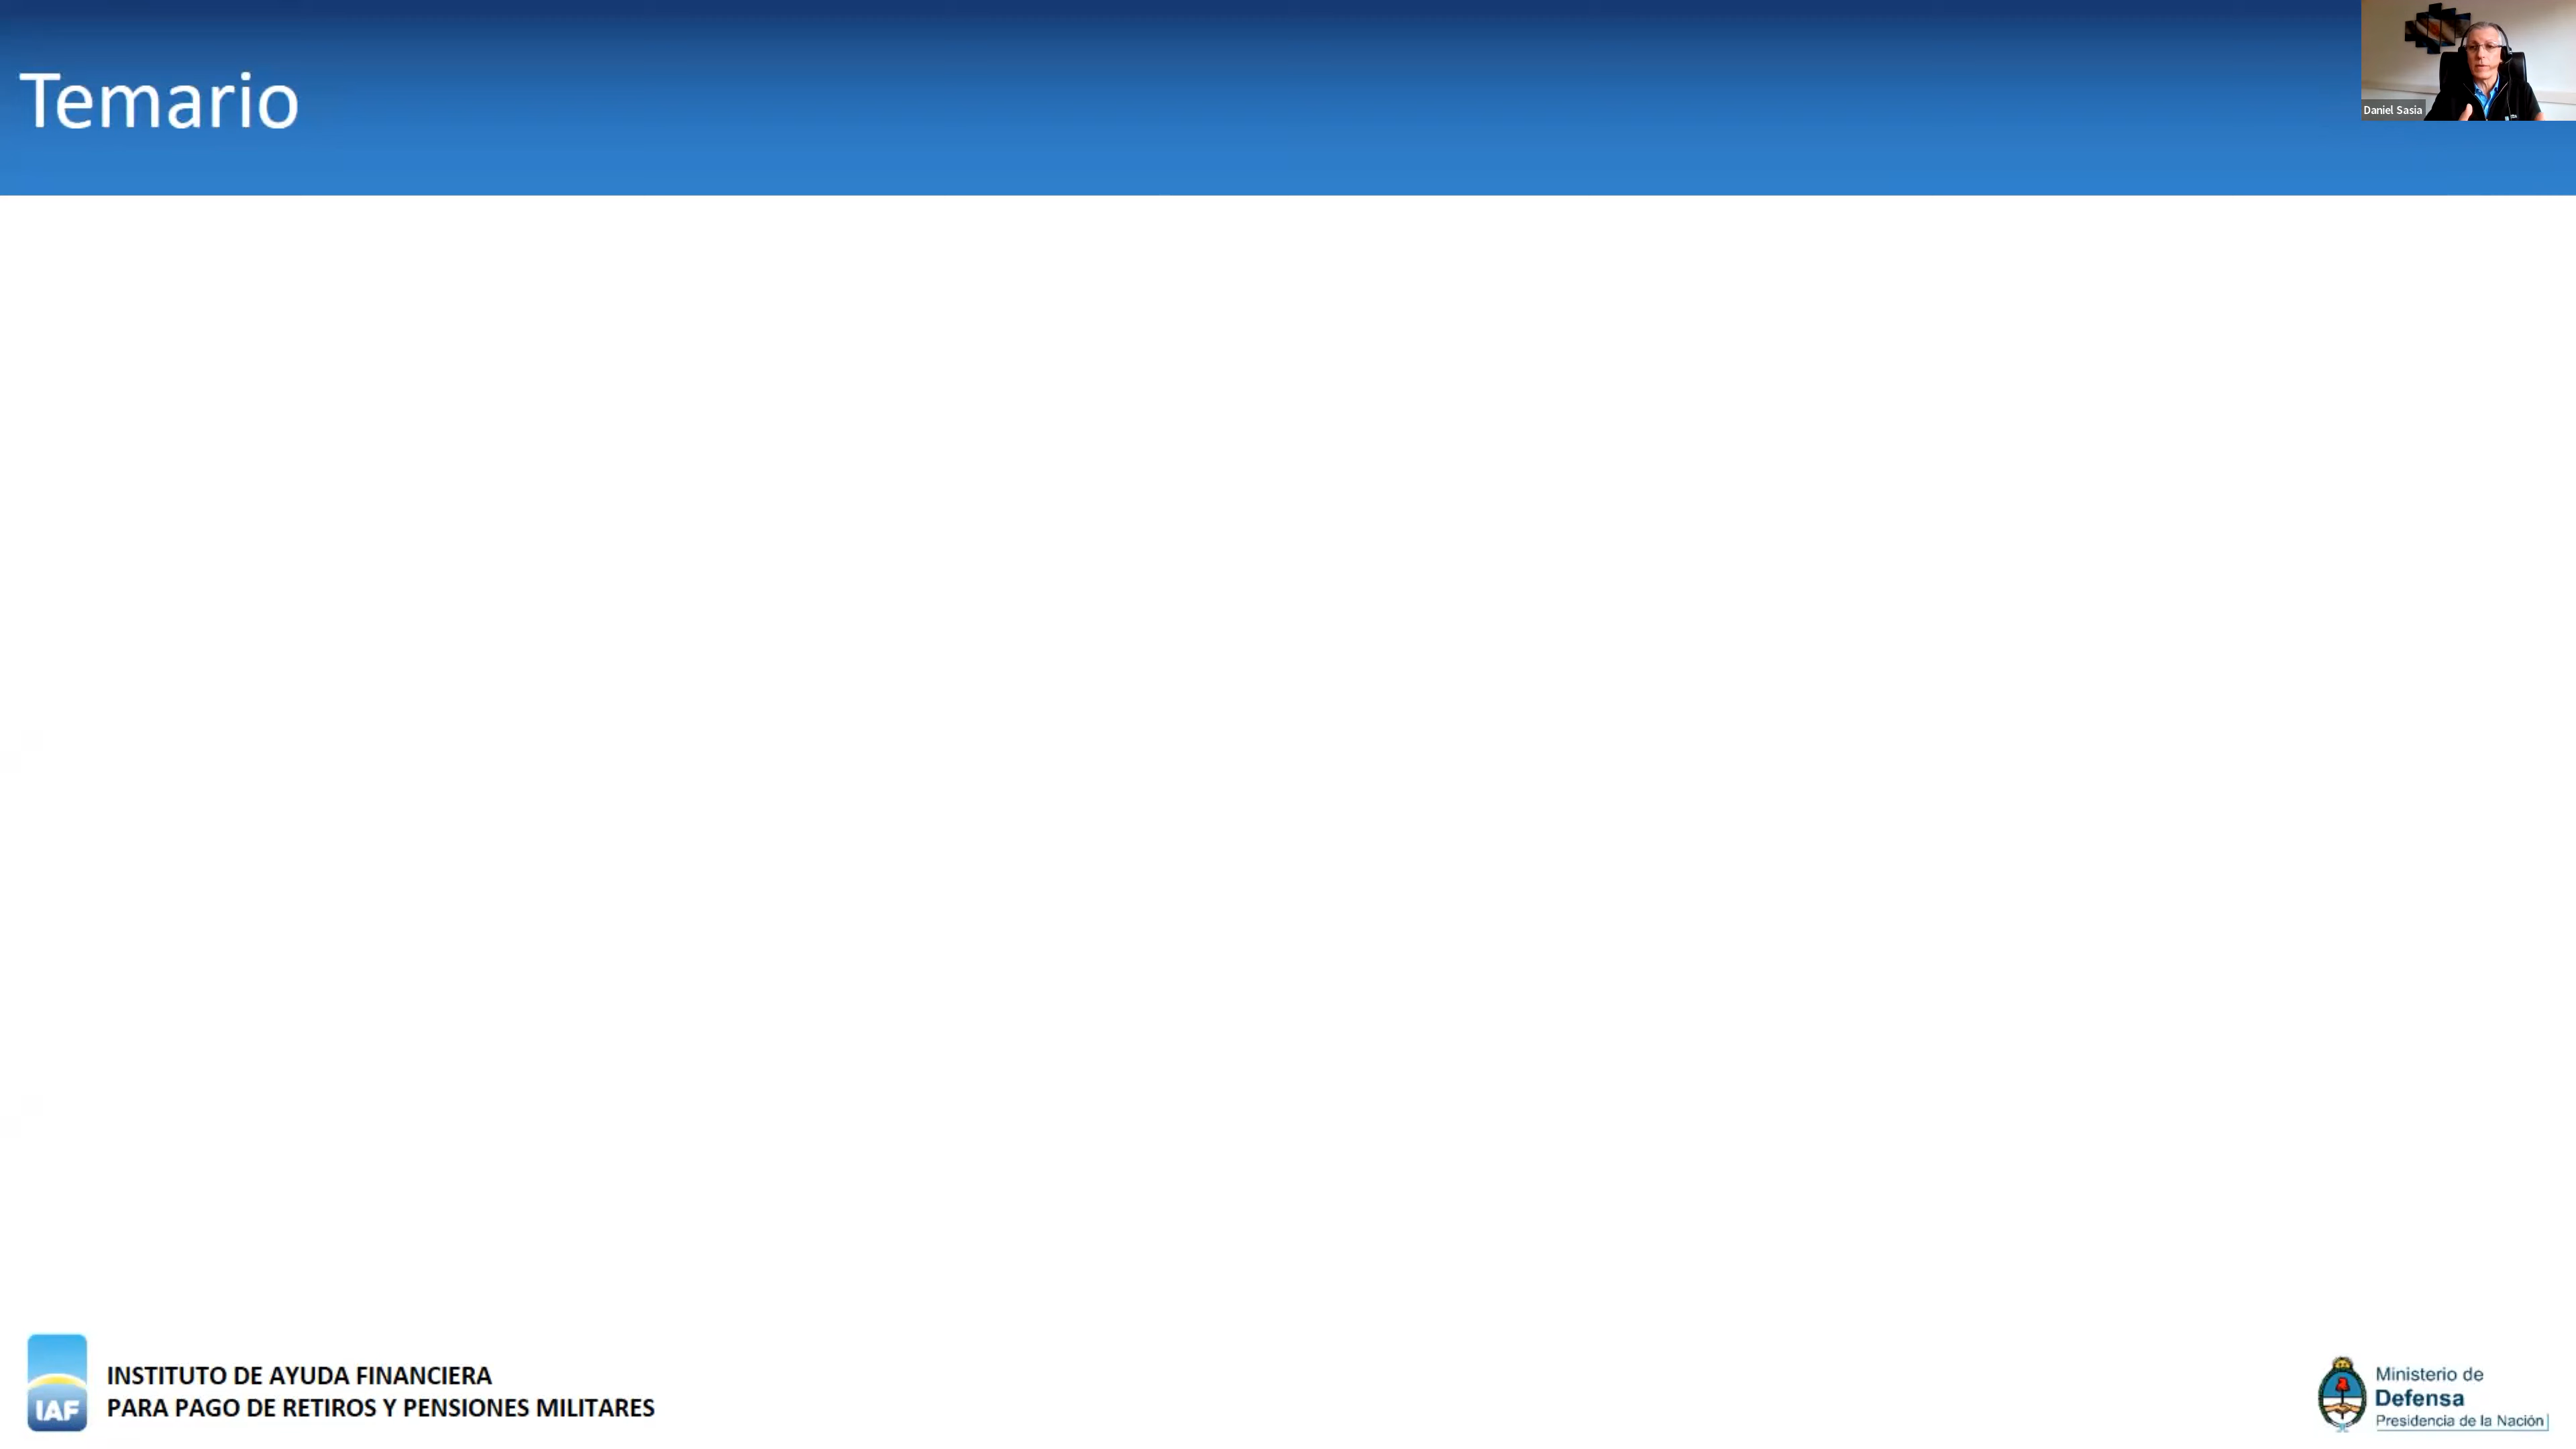 Temario
Daniel Sasia
INSTITUTO DE AYUDA FINANCIERA
PARA PAGO DE RETIROS Y PENSIONES MILITARES
IAF
Ministerio de
Defensa
Presidencia de la Nación